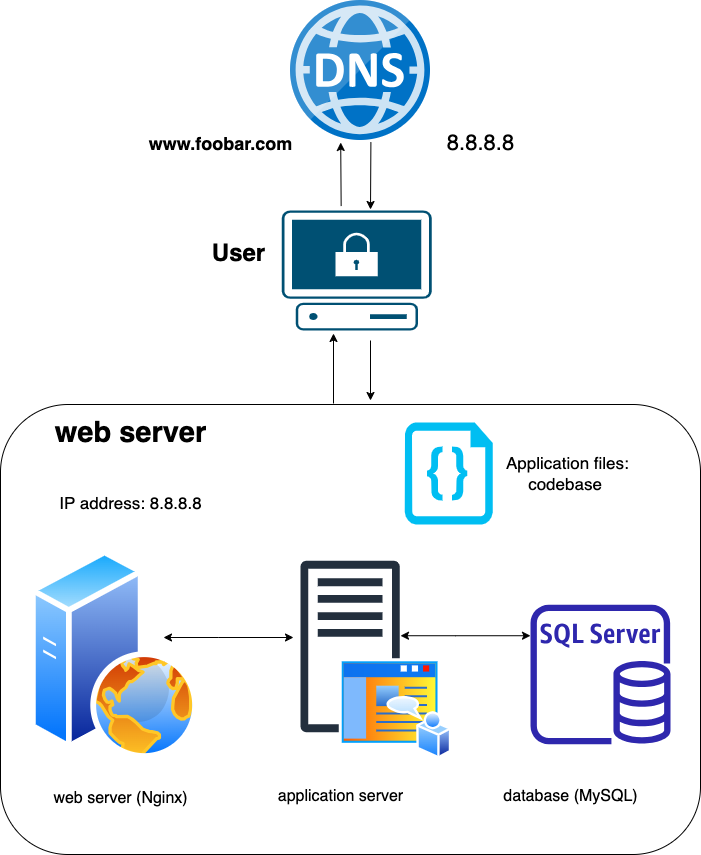 DNS
www.foobar.com
8.8.8.8
User
web server
Application files:
codebase
IP address: 8.8.8.8
{}
SQL Server
web server (Nginx)
application server
database (MySQL)